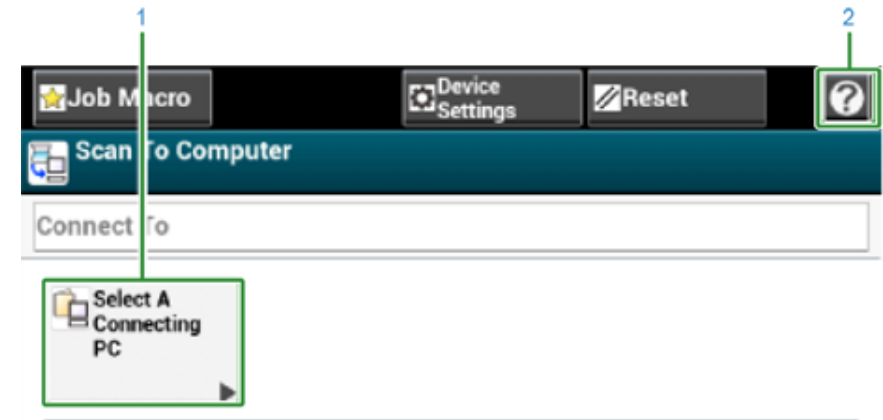 1
2
Job Macro
Device
Settings
Reset
?
Scan To Computer
Connect To
Select A
Connecting
PC